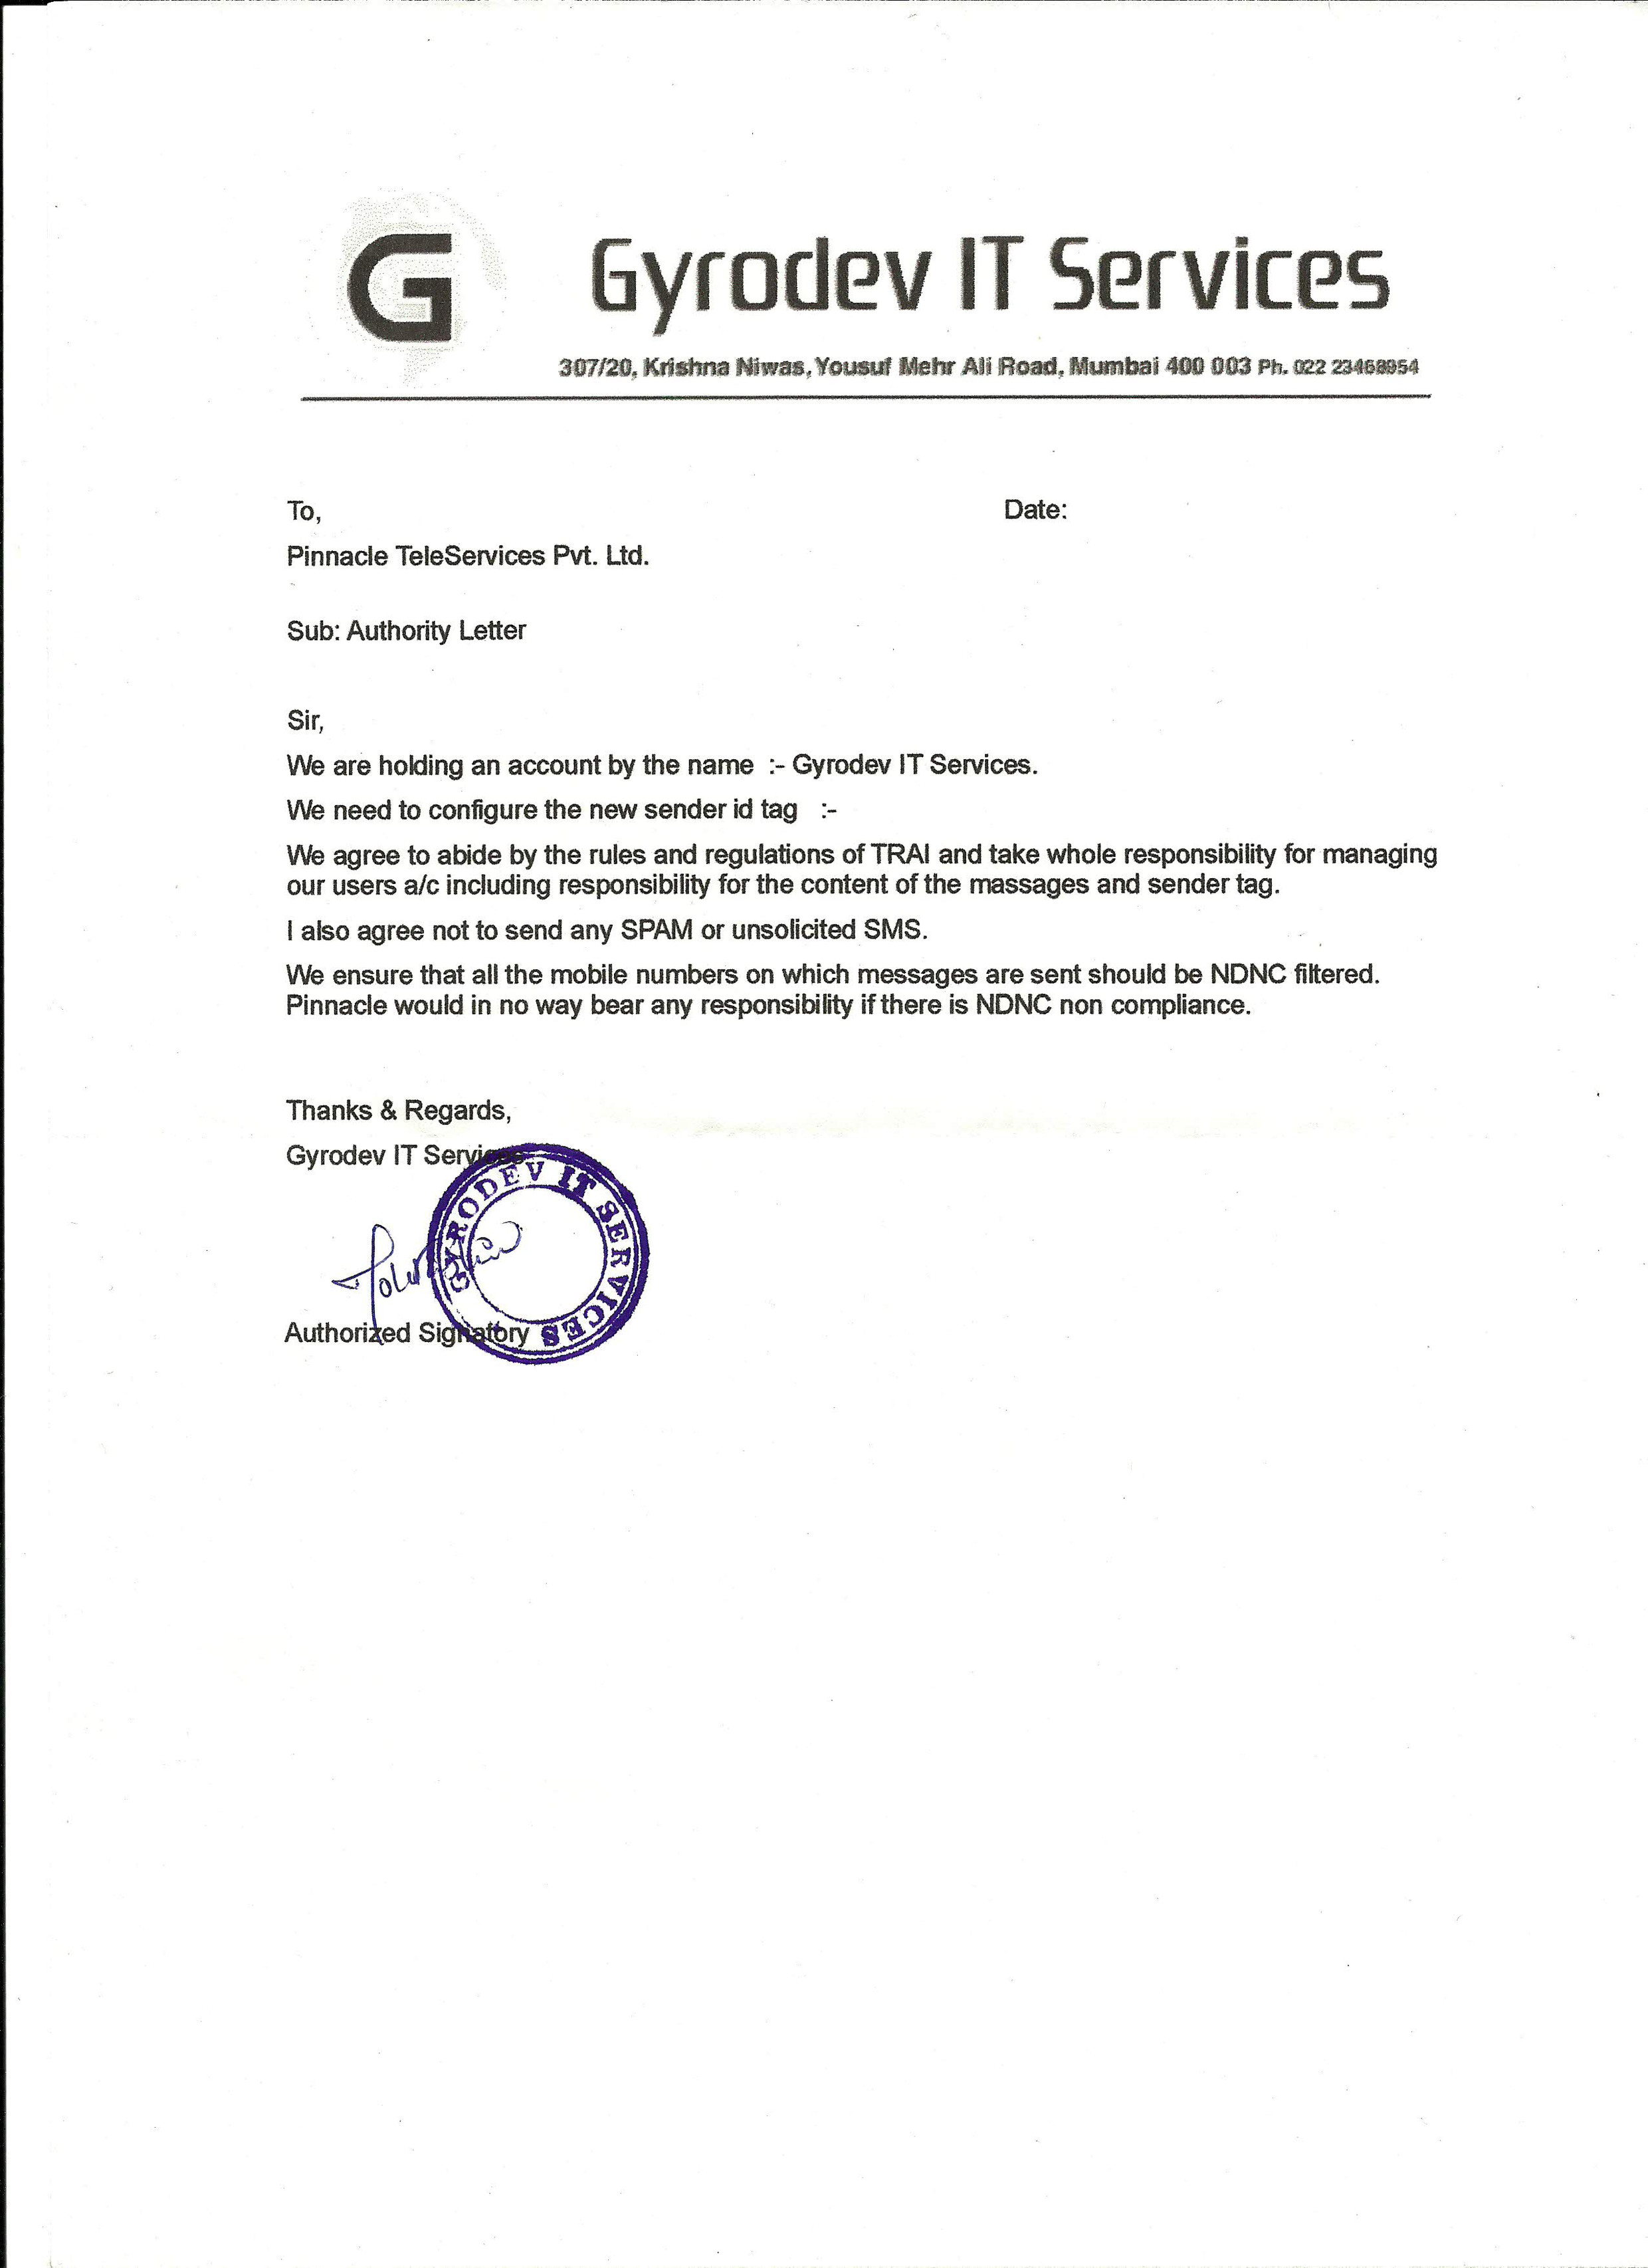 G
Gyrodev IT Services
307/20, Krishna Niwas, Yousuf Mehr Ali Road, Mumbai 400 003 Ph. 022 23468954
To,
Date:
Pinnacle TeleServices Pvt. Ltd.
Sub: Authority Letter
Sir,
We are holding an account by the name :- Gyrodev IT Services.
We need to configure the new sender id tag :-
We agree to abide by the rules and regulations of TRAI and take whole responsibility for managing
our users a/c including responsibility for the content of the massages and sender tag.
I also agree not to send any SPAM or unsolicited SMS.
We ensure that all the mobile numbers on which messages are sent should be NDNC filtered.
Pinnacle would in no way bear any responsibility if there is NDNC non compliance.
Thanks & Regards,
Gyrodev IT Services
GYRODEV IT SERVICES
Authorized Signatory